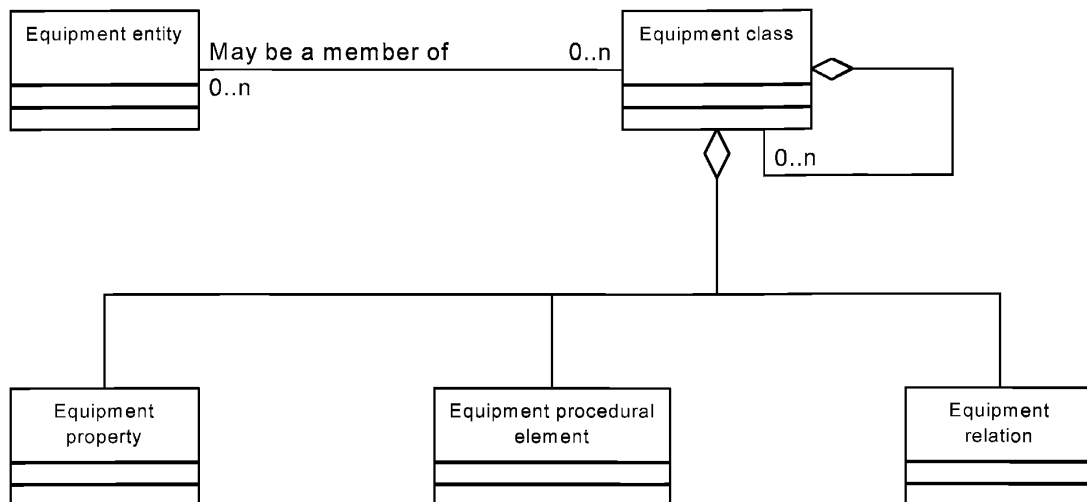 Equipment entity
Equipment class
May be a member of
0..n
0..n
0..n
Equipment
property
Equipment procedural
element
Equipment
relation